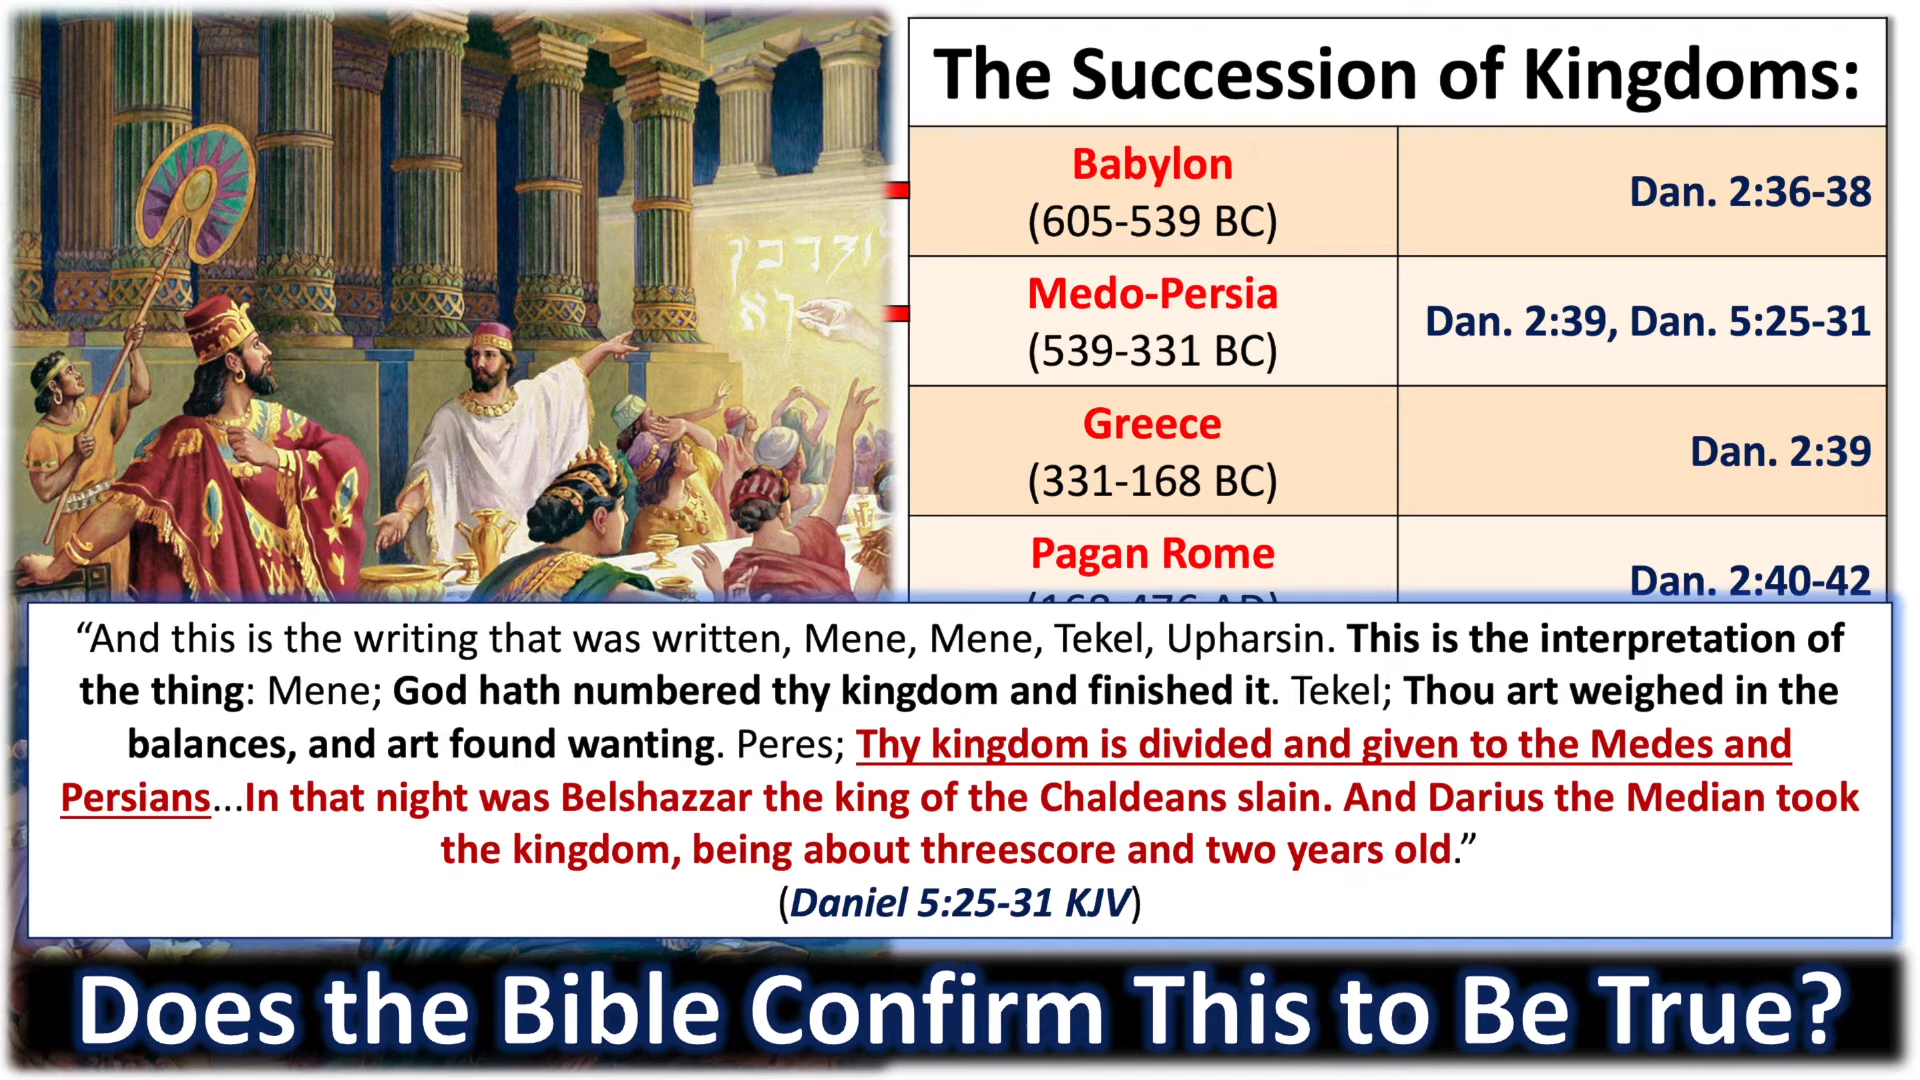 The Succession of Kingdoms:
Babylon
(605-539 BC)
Dan. 2:36-38
Medo-Persia
(539-331 BC)
Dan. 2:39, Dan. 5:25-31
Greece
(331-168 BC)
Dan. 2:39
Pagan Rome
(168-476 AD)
Dan. 2:40-42
“And this is the writing that was written, Mene, Mene, Tekel, Upharsin. This is the interpretation of
the thing: Mene; God hath numbered thy kingdom and finished it. Tekel; Thou art weighed in the
balances, and art found wanting. Peres; Thy kingdom is divided and given to the Medes and
Persians...In that night was Belshazzar the king of the Chaldeans slain. And Darius the Median took
the kingdom, being about threescore and two years old.”
(Daniel 5:25-31 KJV)
Does the Bible Confirm This to Be True?